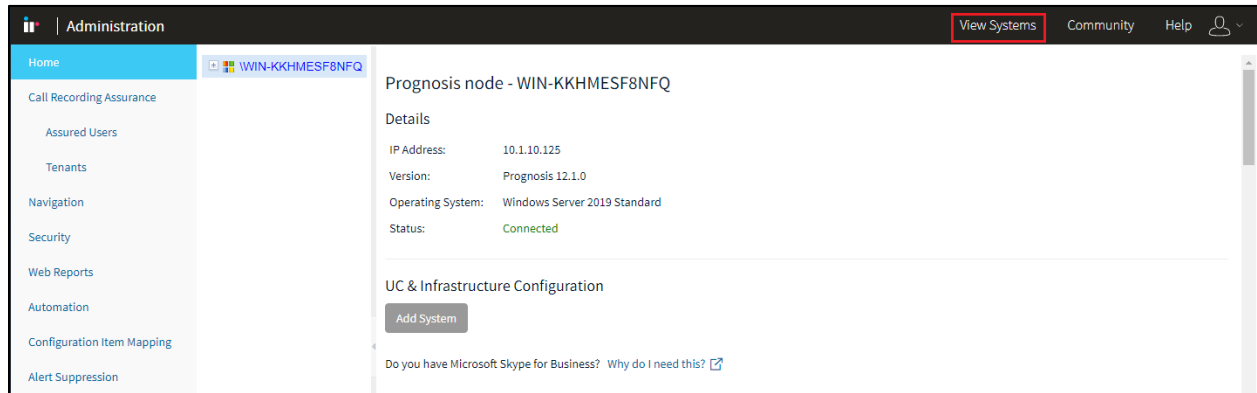 ir | Administration
View Systems
Community
Help
Home
Call Recording Assurance
Assured Users
Tenants
Navigation
Security
Web Reports
Automation
Configuration Item Mapping
Alert Suppression
\WIN-KKHMESF8NFQ
Prognosis node - WIN-KKHMESF8NFQ
Details
IP Address: 10.1.10.125
Version: Prognosis 12.1.0
Operating System: Windows Server 2019 Standard
Status: Connected
UC & Infrastructure Configuration
Add System
Do you have Microsoft Skype for Business? Why do I need this?